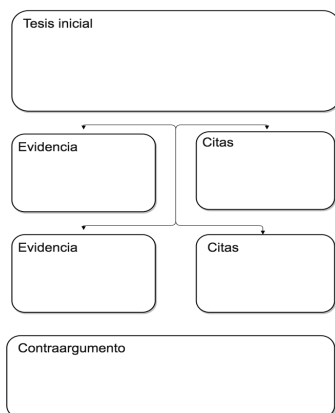 Tesis inicial
Evidencia
Citas
Evidencia
Citas
Contraargumento